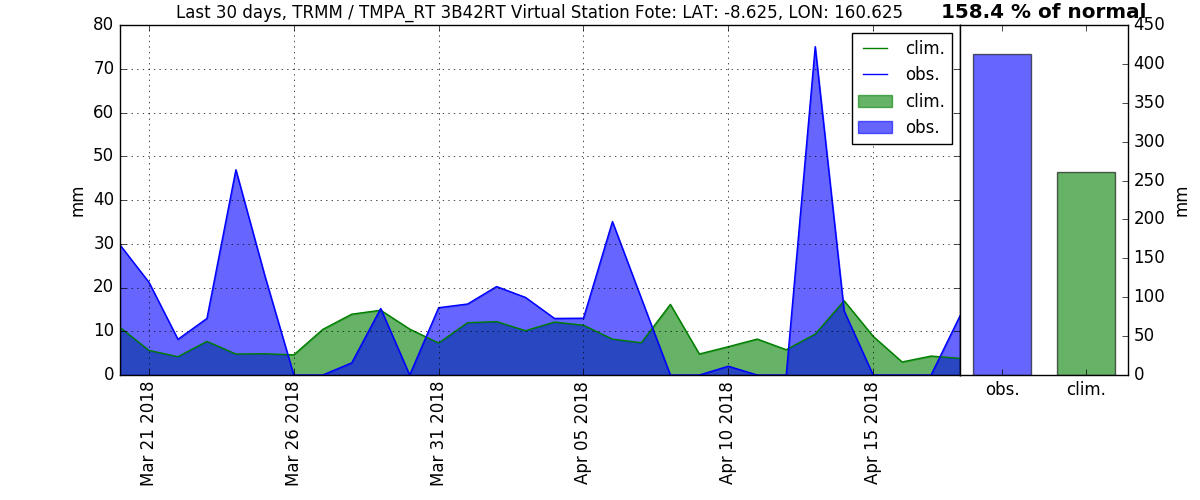 Last 30 days, TRMM / TMPA_RT 3B42RT Virtual Station Fote: LAT: -8.625, LON: 160.625
158.4 % of normal
80
70
60
50
40
30
20
10
0
mm
clim.
obs.
clim.
obs.
Mar 21 2018
Mar 26 2018
Mar 31 2018
Apr 05 2018
Apr 10 2018
Apr 15 2018
450
400
350
300
250
200
150
100
50
0
mm
obs.
clim.